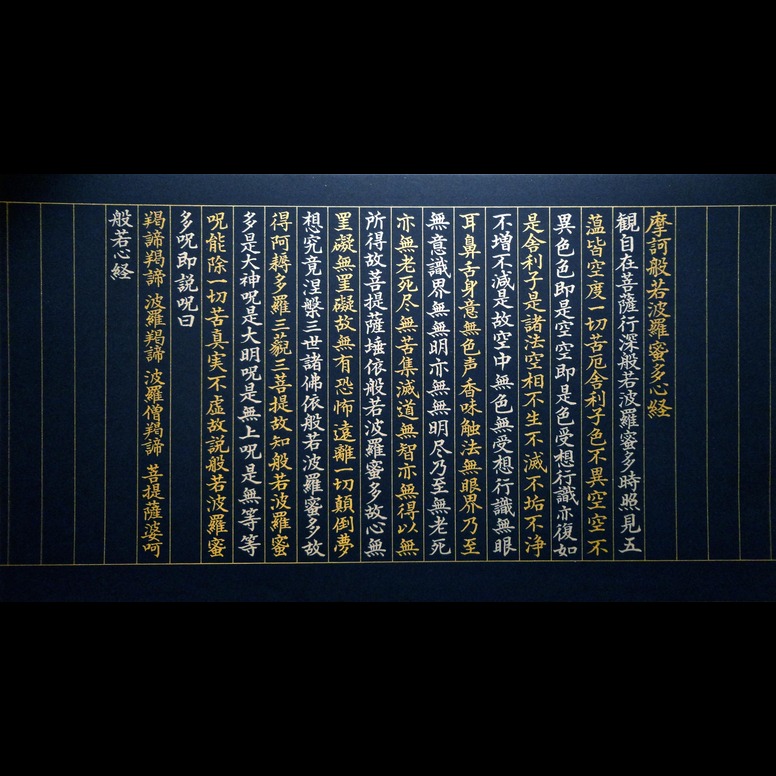 摩訶般若波羅蜜多心経
観自在菩薩行深般若波羅蜜多時照見五
薀皆空度一切苦厄舎利子色不異空空不
異色色即是空空即是色受想行識亦復如
是舎利子是諸法空相不生不滅不垢不浄
不増不減是故空中無色無受想行識無眼
耳鼻舌身意無色声香味触法無眼界乃至
無意識界無無明亦無無明尽乃至無老死
亦無老死尽無苦集滅道無智亦無得以無
所得故菩提薩埵依般若波羅蜜多故心無
罣礙無罣礙故無有恐怖遠離一切顛倒夢
想究竟涅槃三世諸佛依般若波羅蜜多故
得阿耨多羅三藐三菩提故知般若波羅蜜
多是大神呪是大明呪是無上呪是無等等
呪能除一切苦真実不虚故説般若波羅蜜
多呪即説呪曰
羯諦羯諦 波羅羯諦 波羅僧羯諦 菩提薩婆呵
般若心経